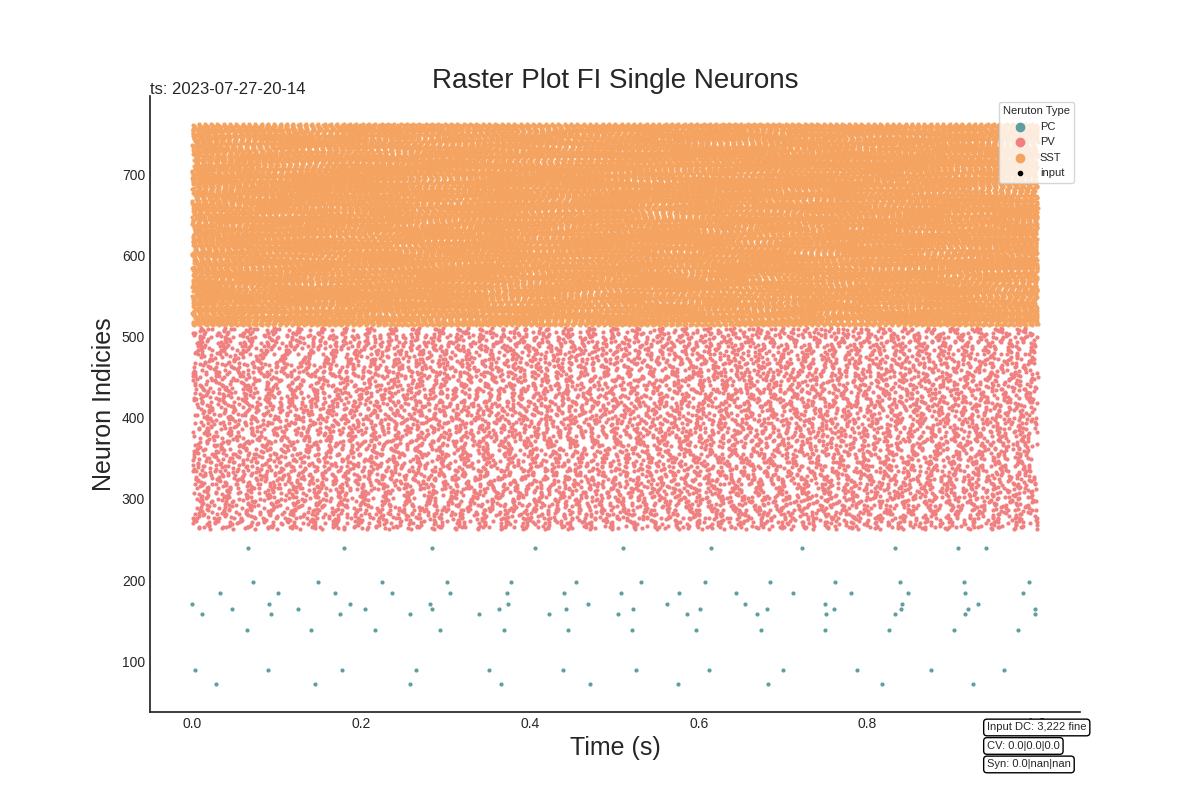 Raster Plot FI Single Neurons
ts: 2023-07-27-20-14
Neruton Type
PC
PV
SST
input
Neuron Indicies
700
600
500
400
300
200
100
0.0 0.2 0.4 0.6 0.8
Time (s)
Input DC: 3,222 fine
CV: 0.0|0.0|0.0
Syn: 0.0|nan|nan